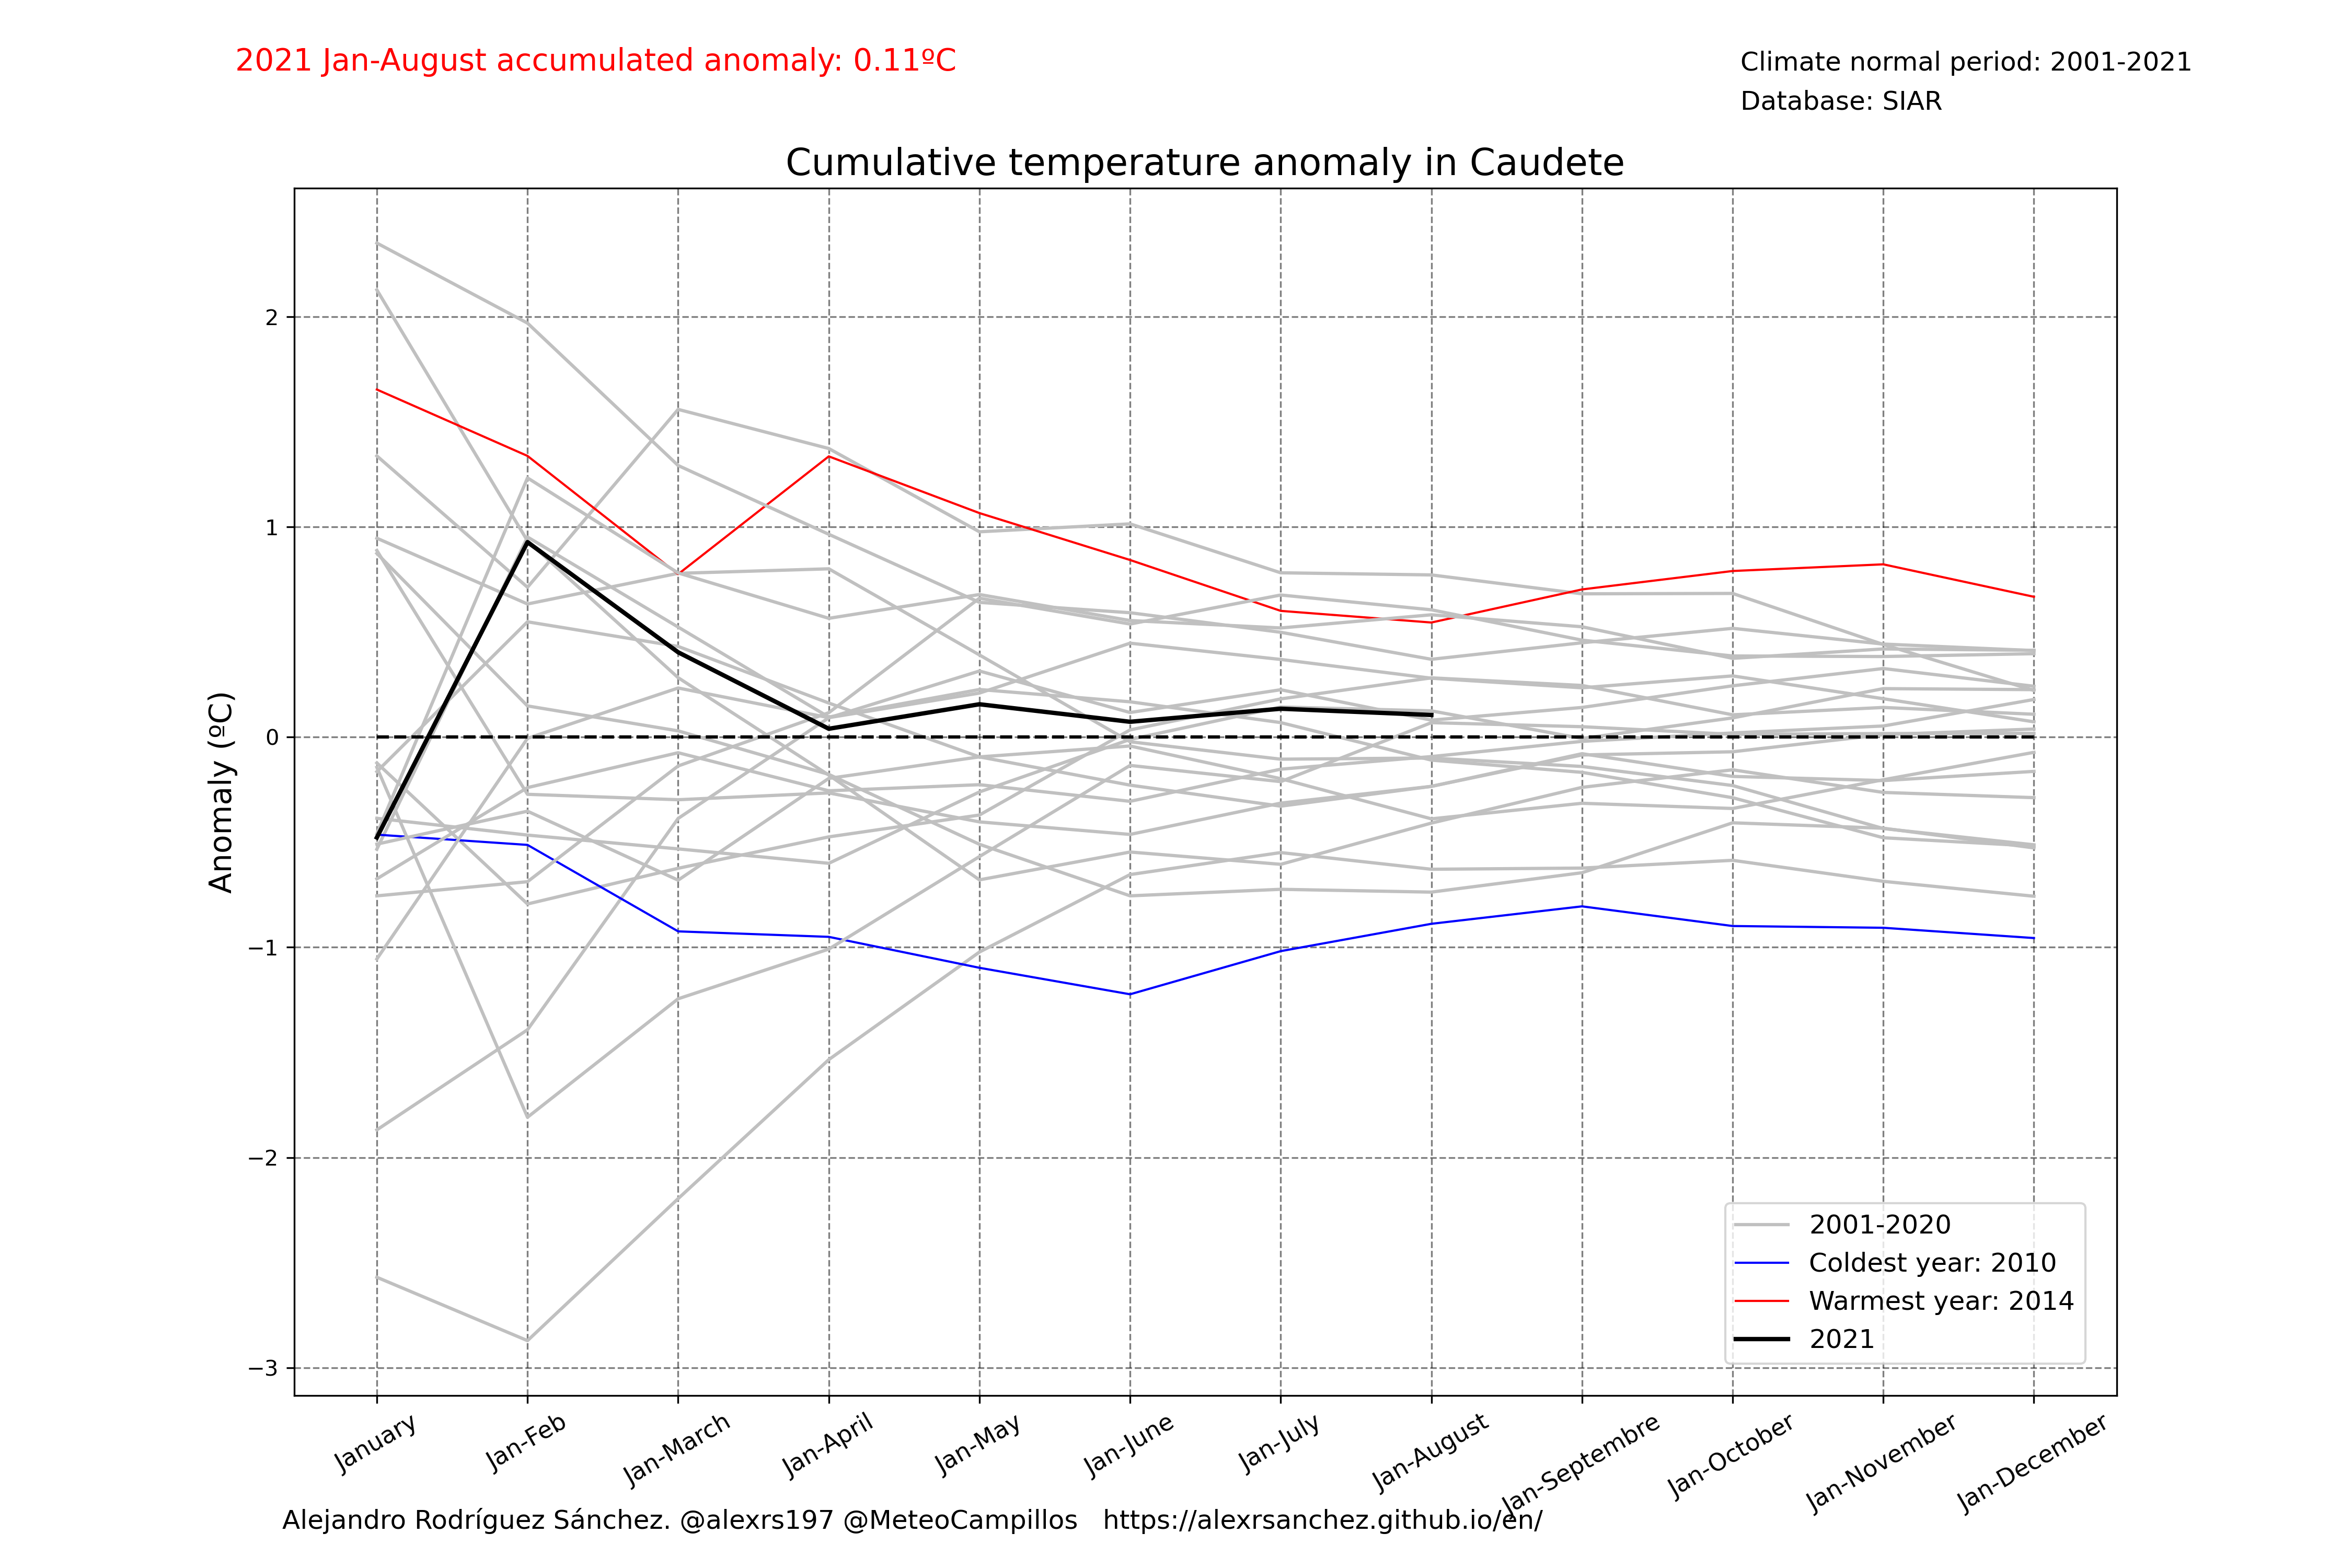 2021 Jan-August accumulated anomaly: 0.11ºC
Climate normal period: 2001-2021
Database: SIAR
Cumulative temperature anomaly in Caudete
Anomaly (ºC)
2
1
0
−1
−2
−3
2001-2020
Coldest year: 2010
Warmest year: 2014
2021
January
Jan-Feb
Jan-March
Jan-April
Jan-May
Jan-June
Jan-July
Jan-August
Jan-Septembre
Jan-October
Jan-November
Jan-December
Alejandro Rodríguez Sánchez. @alexrs197 @MeteoCampillos https://alexrsanchez.github.io/en/